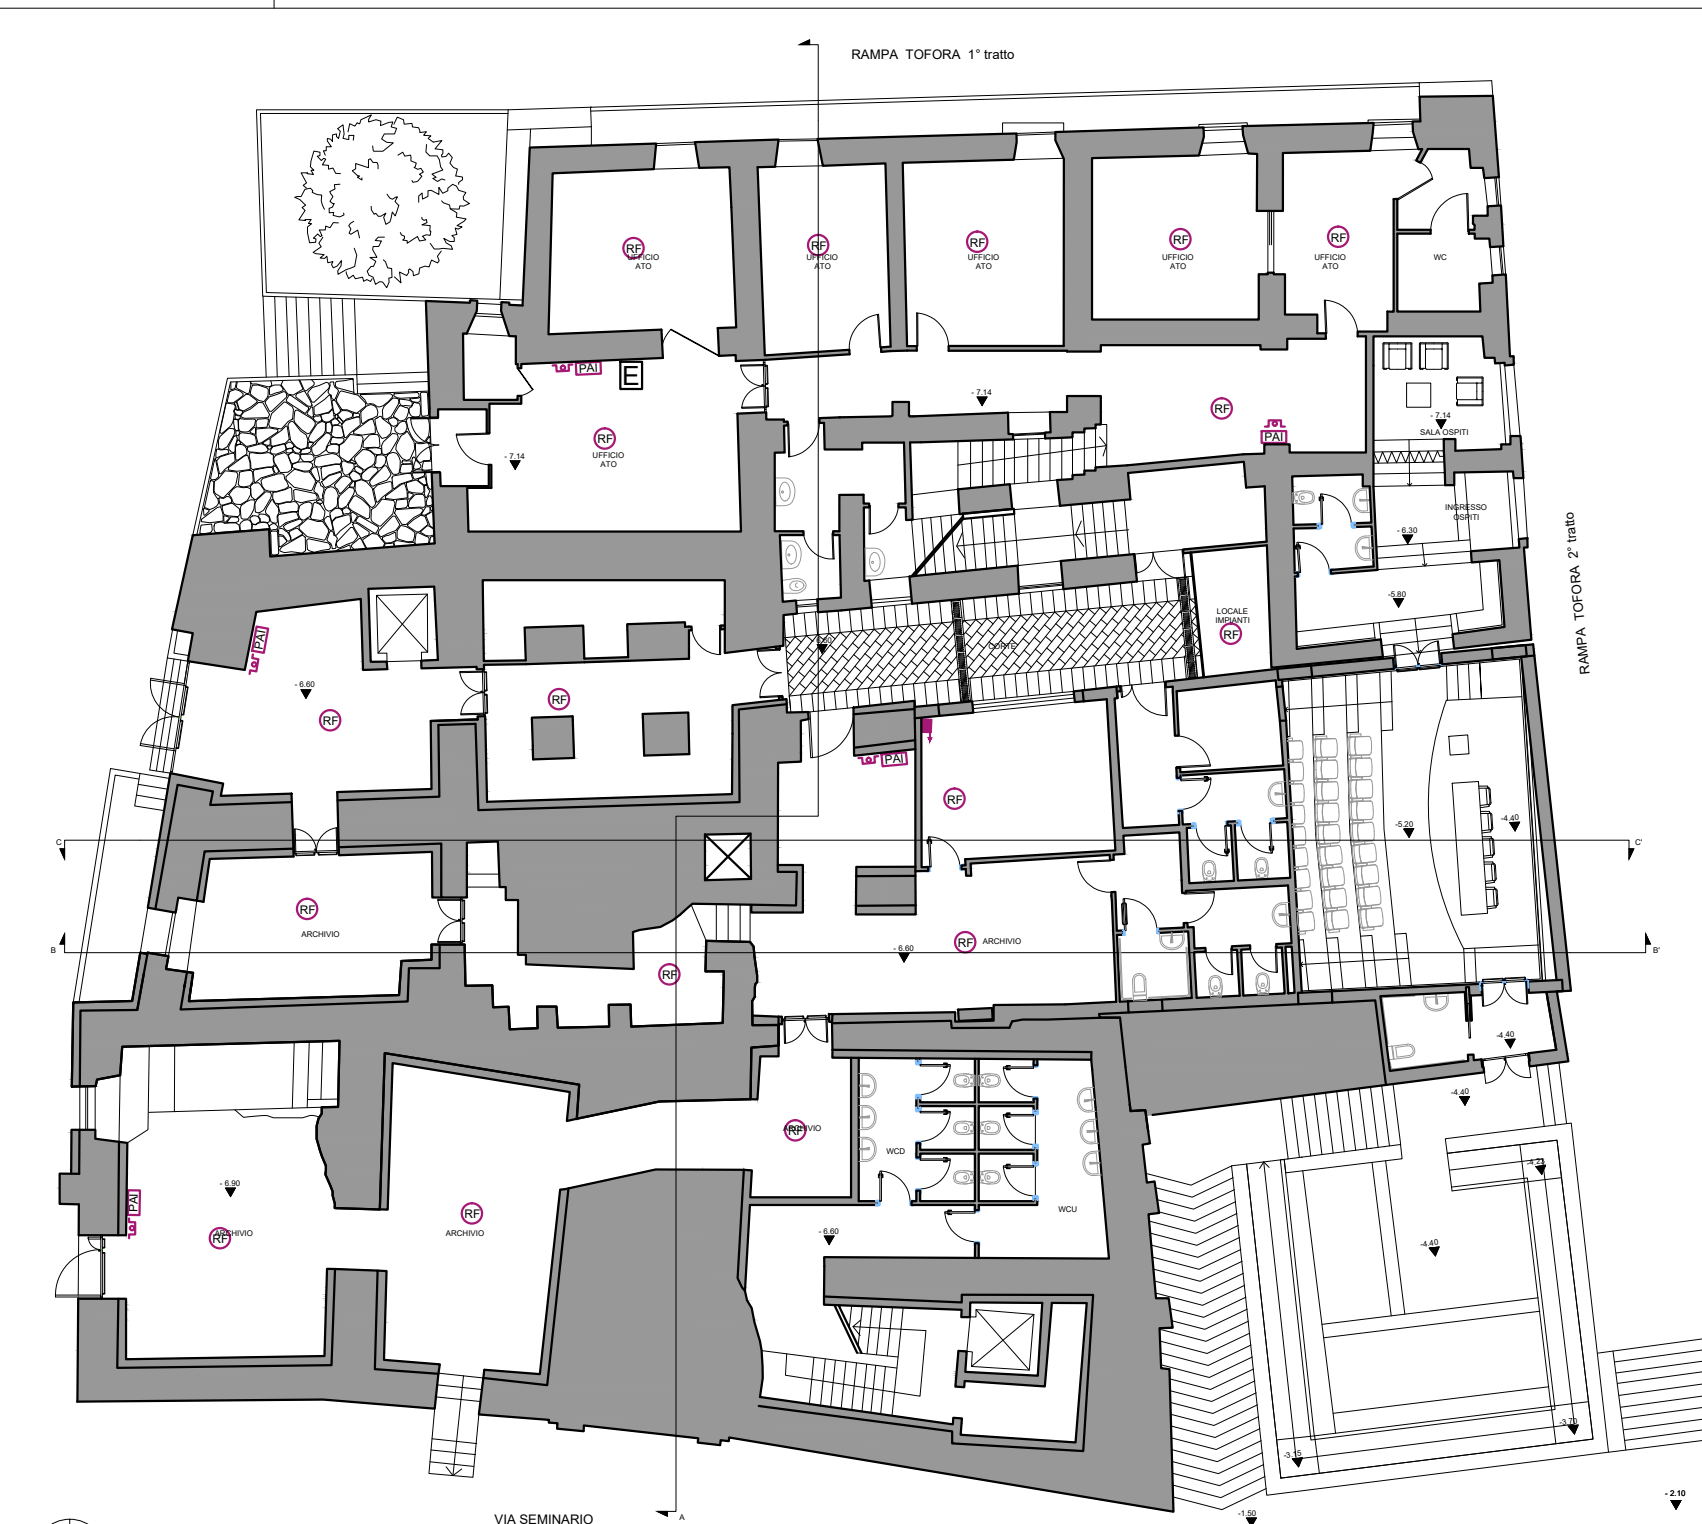 RAMPA TOFORA 1° tratto
RF
UFFICIO
ATO
RF
UFFICIO
ATO
RF
UFFICIO
ATO
RF
UFFICIO
ATO
RF
UFFICIO
ATO
WC
PAI
E
- 7.14
RF
PAI
- 7.14
SALA OSPITI
RF
UFFICIO
ATO
- 7.14
INGRESSO
OSPITI
- 6.30
RAMPA TOFORA 2° tratto
-5.80
LOCALE
IMPIANTI
RF
PAI
CORTE
- 6.60
RF
RF
PAI
RF
-5.20
-4.40
C
C'
RF
ARCHIVIO
RF
ARCHIVIO
- 6.60
B
B'
RF
-4.40
-4.40
RF
ARCHIVIO
WCD
-4.25
PAI
- 6.90
RF
ARCHIVIO
RF
ARCHIVIO
WCU
- 6.60
-4.40
-3.70
-3.15
- 2.10
-1.50
A
VIA SEMINARIO